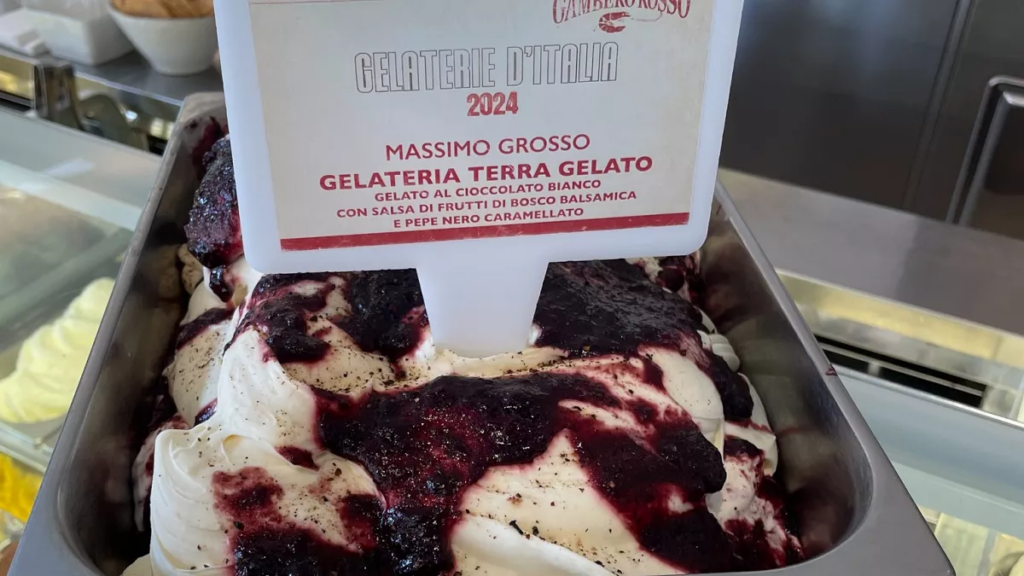 GAMBERO ROSSO
GELATERIE D'ITALIA
2024
MASSIMO GROSSO
GELATERIA TERRA GELATO
GELATO AL CIOCCOLATO BIANCO
CON SALSA DI FRUTTI DI BOSCO BALSAMICA
E PEPE NERO CARAMELLATO